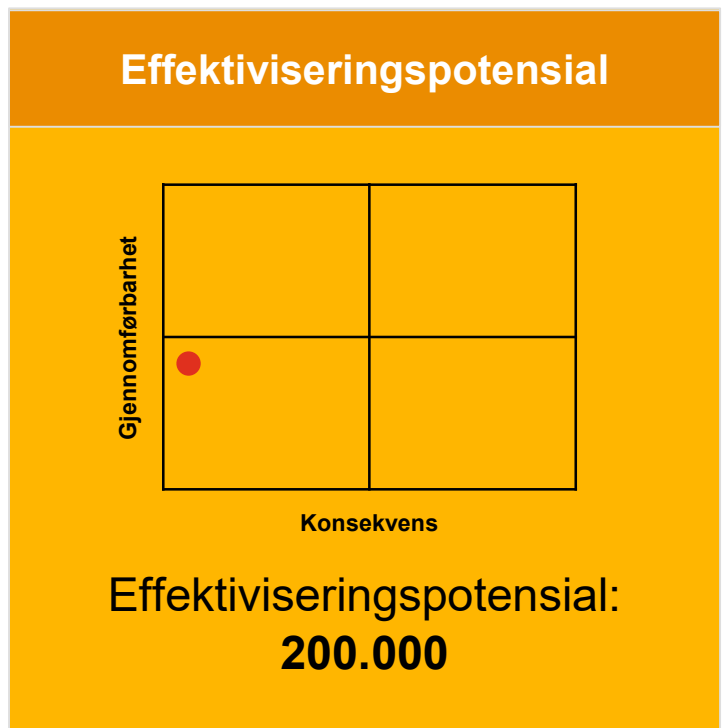 Effektiviseringspotensial
Gjennomførbarhet
Konsekvens
Effektiviseringspotensial:
200.000